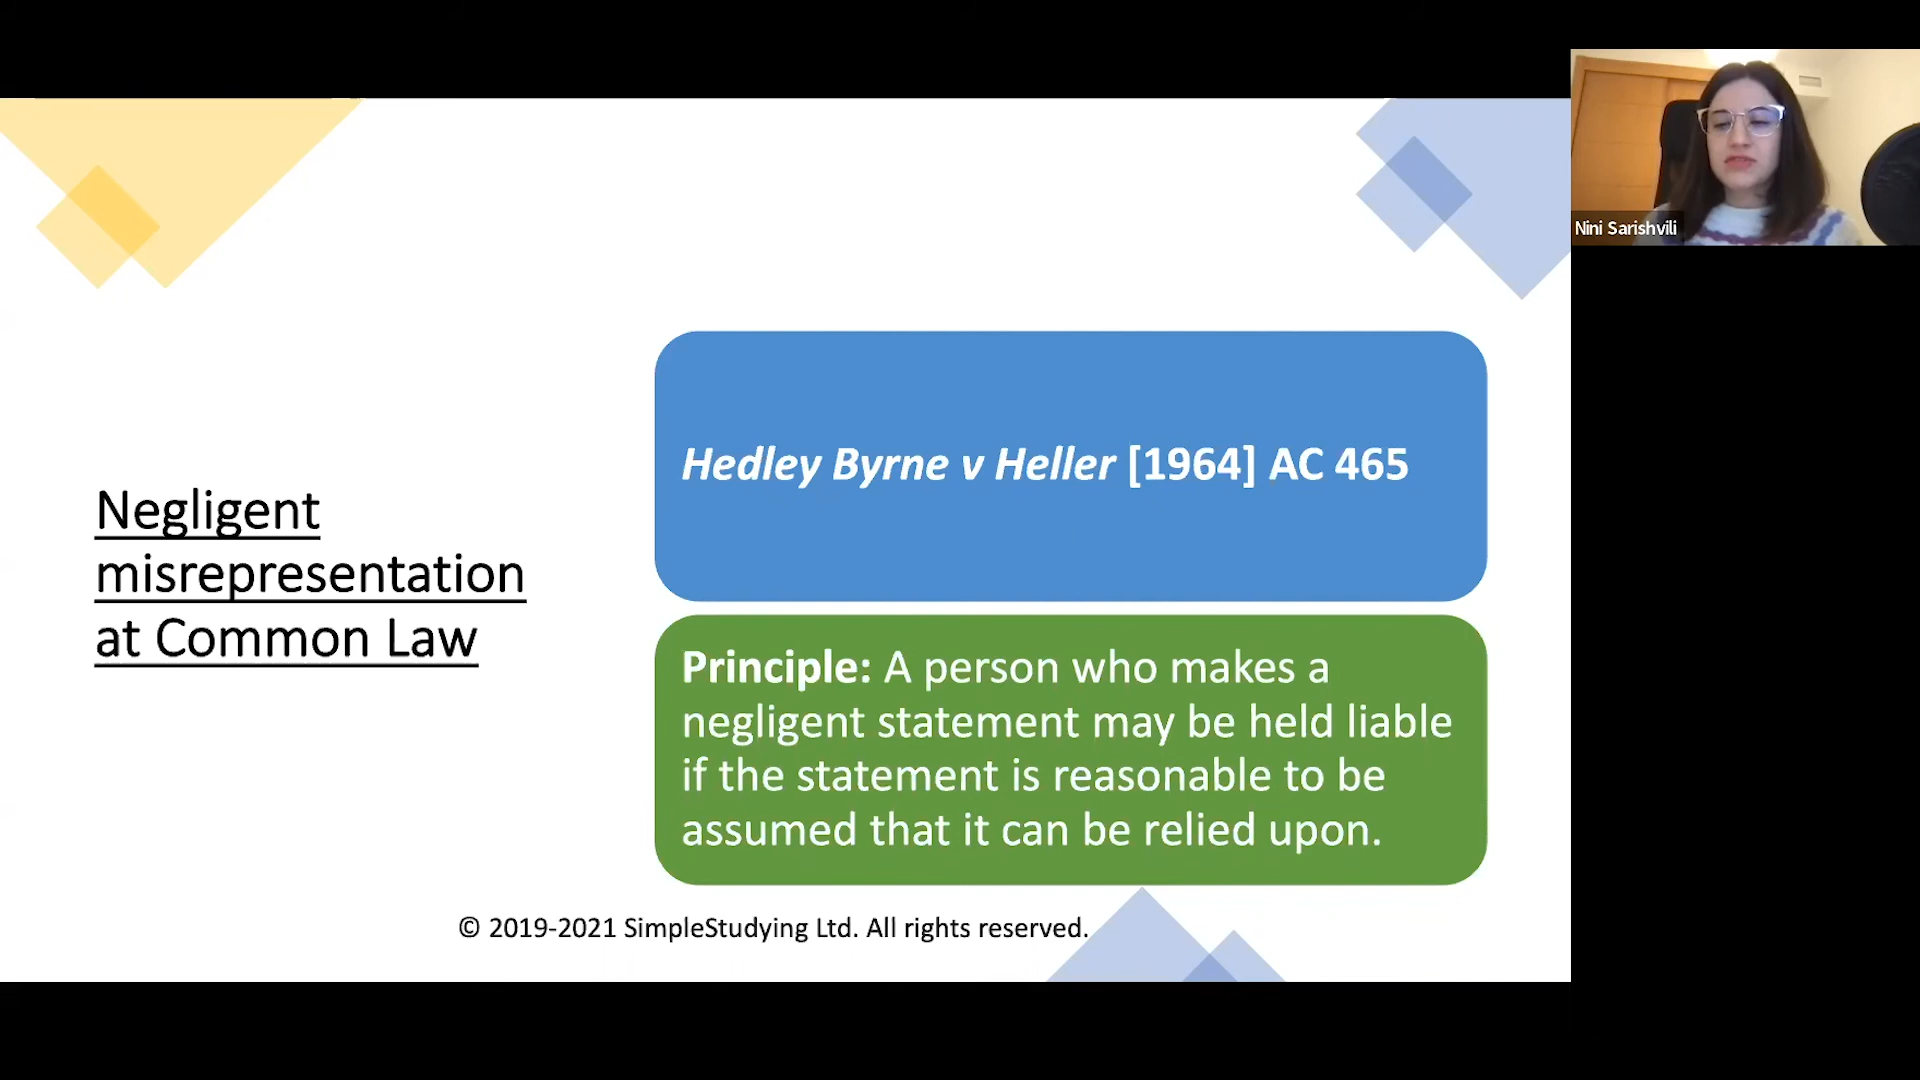 Nini Sarishvili
Hedley Byrne v Heller [1964] AC 465
Negligent
misrepresentation
at Common Law
Principle: A person who makes a
negligent statement may be held liable
if the statement is reasonable to be
assumed that it can be relied upon.
© 2019-2021 SimpleStudying Ltd. All rights reserved.